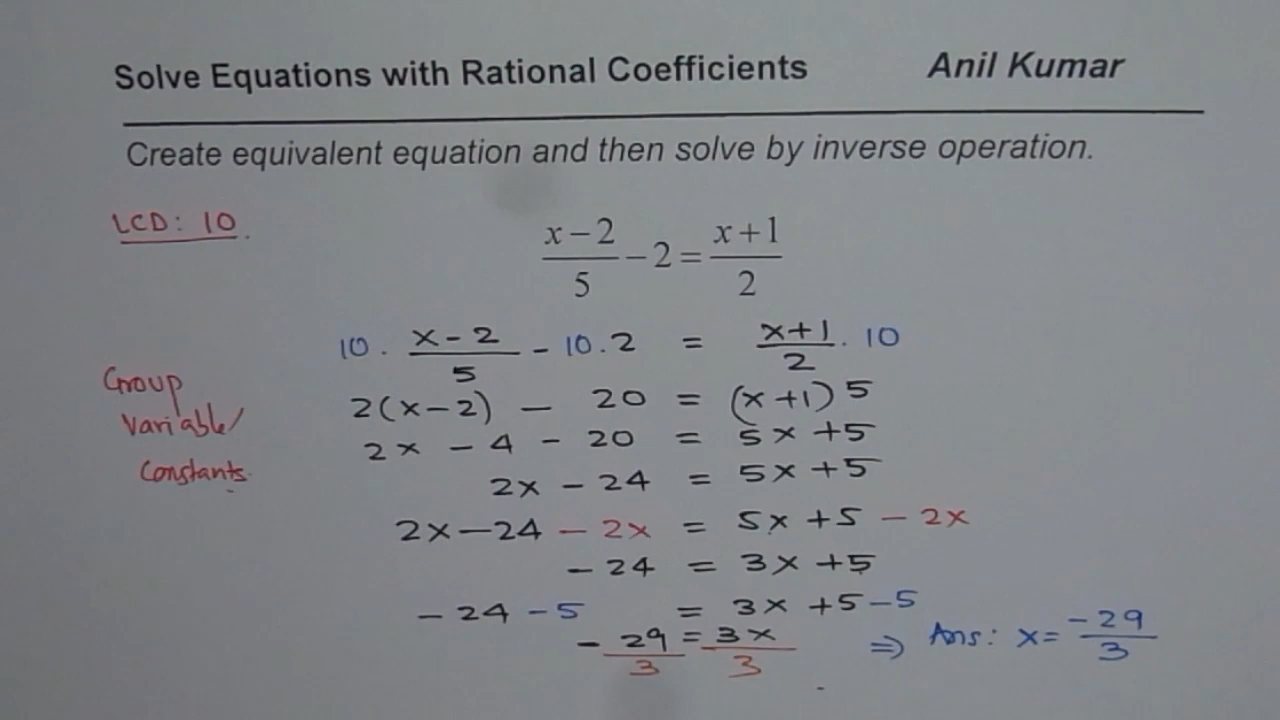 Solve Equations with Rational Coefficients Anil Kumar
Create equivalent equation and then solve by inverse operation.
LCD: 10
x-2/5 - 2 = x+1/2
10. x-2/5 - 10.2 = x+1/2 . 10
Group
Variable/
Constants.
2(x-2) - 20 = (x+1)5
2x - 4 - 20 = 5x+5
2x - 24 = 5x+5
2x-24 - 2x = 5x+5 - 2x
-24 = 3x+5
-24 -5 = 3x+5-5
-29/3 = 3x/3 ⇒ Ans: x = -29/3